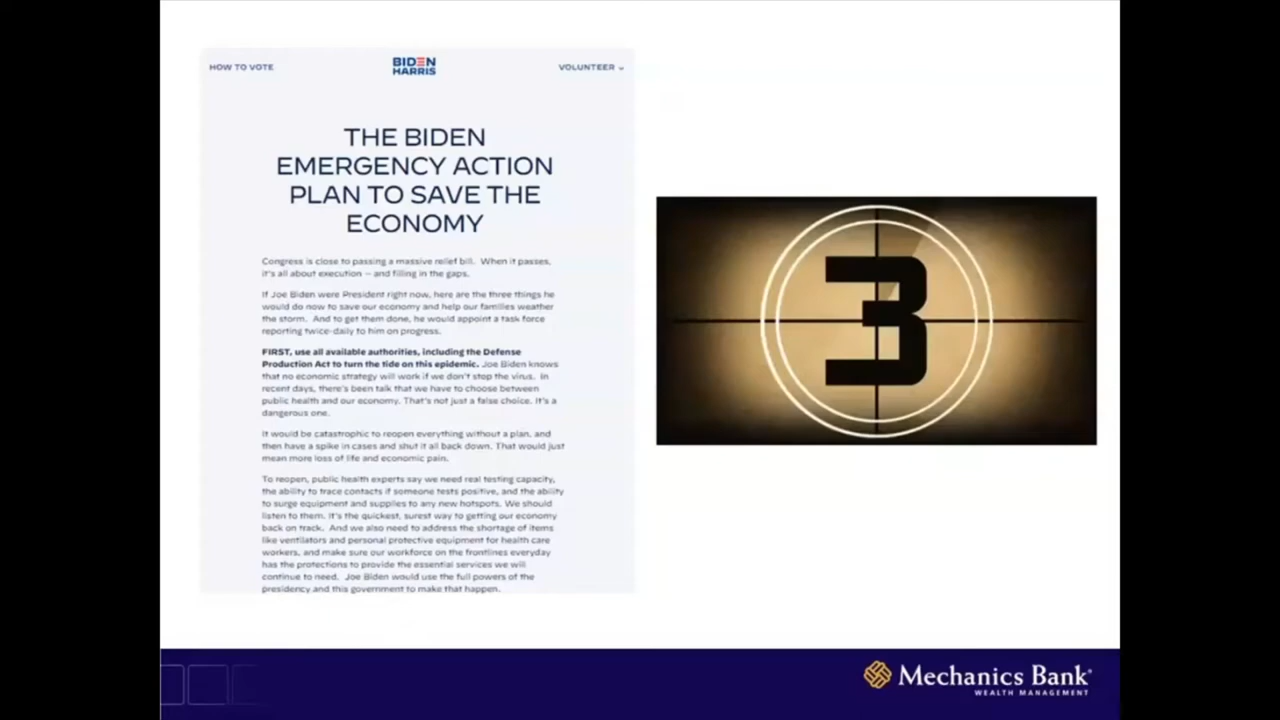 HOW TO VOTE
BIDEN
HARRIS
VOLUNTEER
THE BIDEN
EMERGENCY ACTION
PLAN TO SAVE THE
ECONOMY
Congress is close to passing a massive relief bill. When it passes,
it's all about execution – and filling in the gaps.
If Joe Biden were President right now, here are the three things he
would do now to save our economy and help our families weather
the storm. And to get them done, he would appoint a task force
reporting twice-daily to him on progress.
FIRST, use all available authorities, including the Defense
Production Act to turn the tide on this epidemic. Joe Biden knows
that no economic strategy will work if we don't stop the virus. In
recent days, there's been talk that we have to choose between
public health and our economy. That's not just a false choice. It's a
dangerous one.
It would be catastrophic to reopen everything without a plan, and
then have a spike in cases and shut it all back down. That would just
mean more loss of life and economic pain.
To reopen, public health experts say we need real testing capacity,
the ability to trace contacts if someone tests positive, and the ability
to surge equipment and supplies to any new hotspots. We should
listen to them. It's the quickest, surest way to getting our economy
back on track. And we also need to address the shortage of items
like ventilators and personal protective equipment for health care
workers, and make sure our workforce on the frontlines everyday
has the protections to provide the essential services we will
continue to need. Joe Biden would use the full powers of the
presidency and this government to make that happen.
3
Mechanics Bank
WEALTH MANAGEMENT